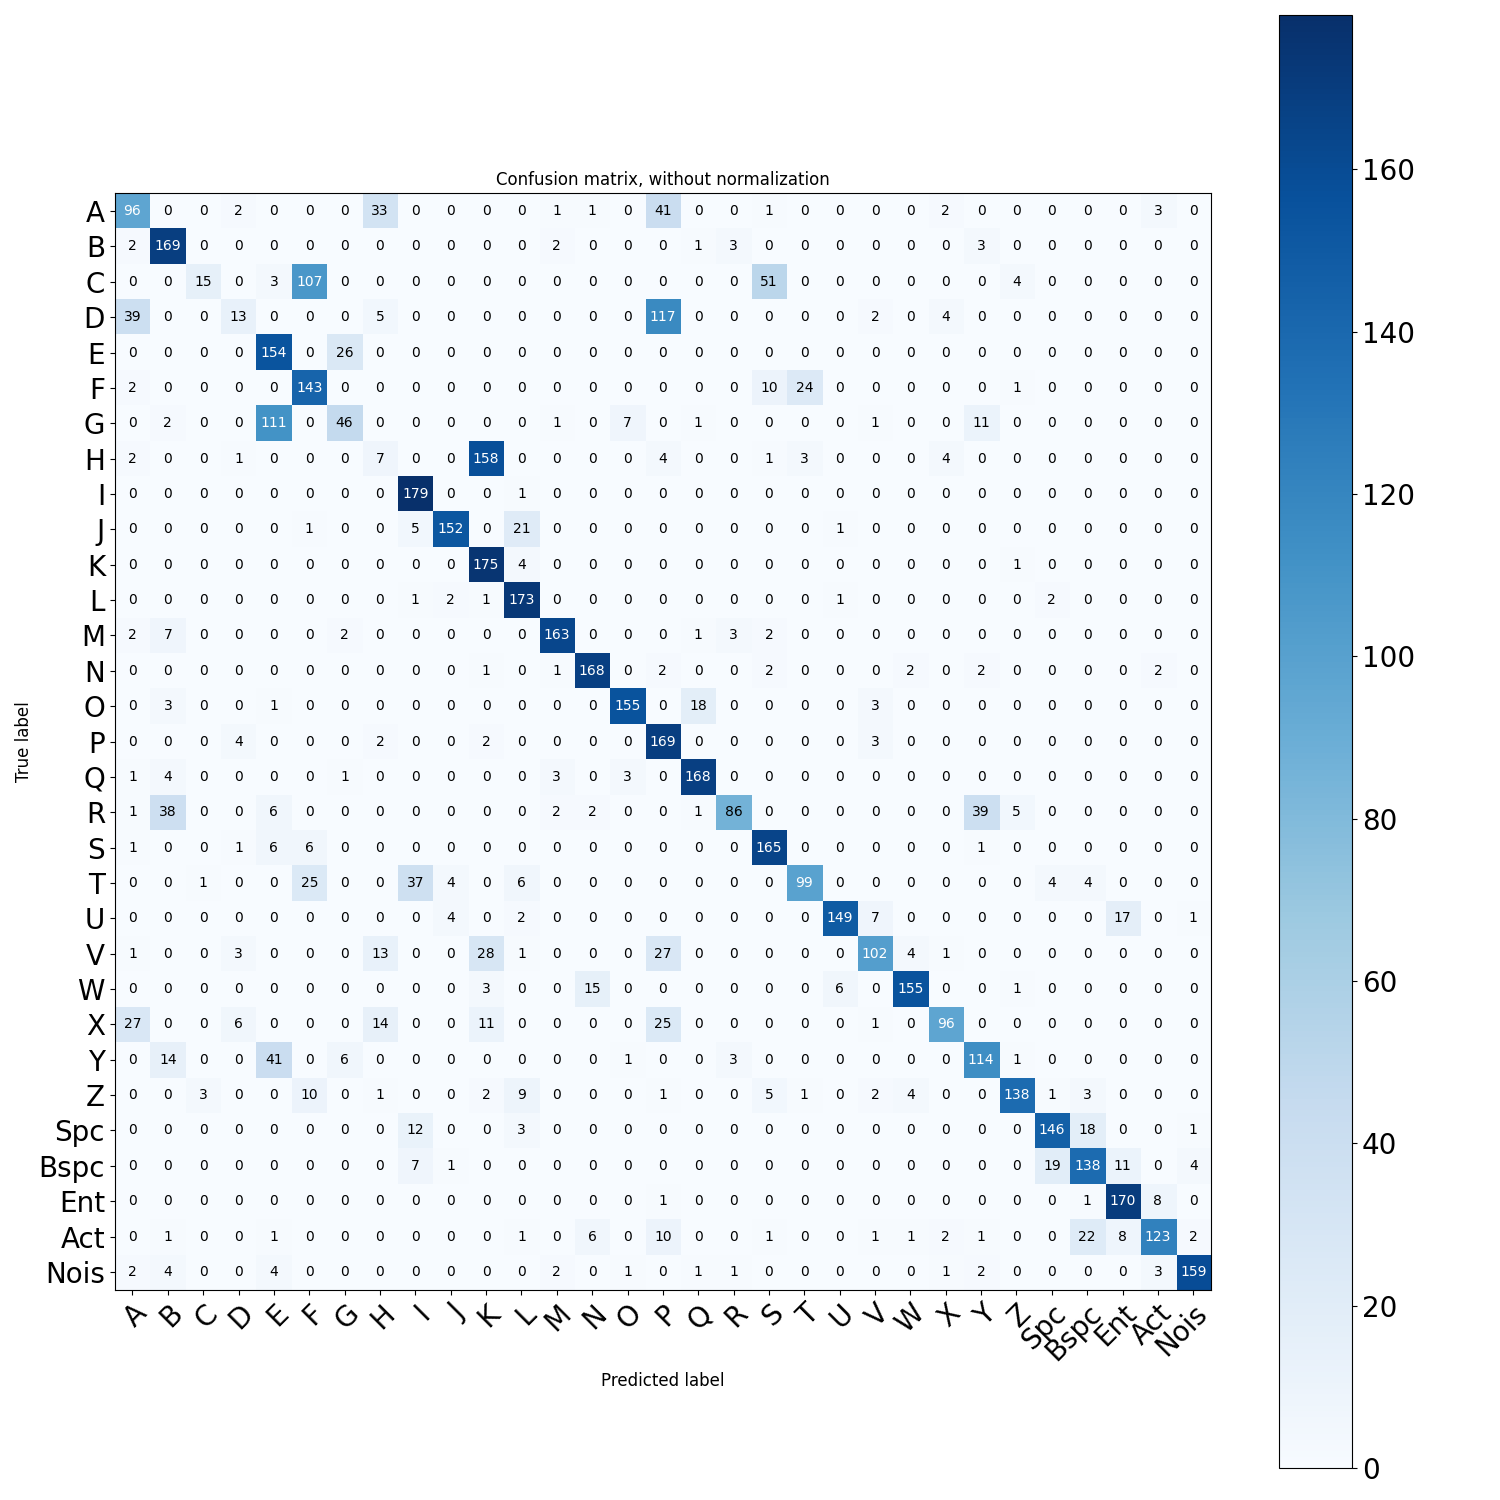 Confusion matrix, without normalization
A 96 0 0 2 0 0 0 33 0 0 0 0 1 1 0 41 0 0 1 0 0 0 0 2 0 0 0 0 0 3 0
B 2 169 0 0 0 0 0 0 0 0 0 0 2 0 0 0 1 3 0 0 0 0 0 0 3 0 0 0 0 0 0
C 0 0 15 0 3 107 0 0 0 0 0 0 0 0 0 0 0 0 51 0 0 0 0 0 0 4 0 0 0 0 0
D 39 0 0 13 0 0 0 5 0 0 0 0 0 0 0 117 0 0 0 0 0 2 0 4 0 0 0 0 0 0 0
E 0 0 0 0 154 0 26 0 0 0 0 0 0 0 0 0 0 0 0 0 0 0 0 0 0 0 0 0 0 0 0
F 2 0 0 0 0 143 0 0 0 0 0 0 0 0 0 0 0 0 10 24 0 0 0 0 0 1 0 0 0 0 0
G 0 2 0 0 111 0 46 0 0 0 0 0 1 0 7 0 1 0 0 0 0 1 0 0 11 0 0 0 0 0 0
H 2 0 0 1 0 0 0 7 0 0 158 0 0 0 0 4 0 0 1 3 0 0 0 4 0 0 0 0 0 0 0
I 0 0 0 0 0 0 0 0 179 0 0 1 0 0 0 0 0 0 0 0 0 0 0 0 0 0 0 0 0 0 0
J 0 0 0 0 0 1 0 0 5 152 0 21 0 0 0 0 0 0 0 0 1 0 0 0 0 0 0 0 0 0 0
K 0 0 0 0 0 0 0 0 0 0 175 4 0 0 0 0 0 0 0 0 0 0 0 0 0 1 0 0 0 0 0
L 0 0 0 0 0 0 0 0 1 2 1 173 0 0 0 0 0 0 0 0 1 0 0 0 0 0 2 0 0 0 0
M 2 7 0 0 0 0 2 0 0 0 0 0 163 0 0 0 1 3 2 0 0 0 0 0 0 0 0 0 0 0 0
N 0 0 0 0 0 0 0 0 0 0 1 0 1 168 0 2 0 0 2 0 0 0 2 0 2 0 0 0 0 2 0
O 0 3 0 0 1 0 0 0 0 0 0 0 0 0 155 0 18 0 0 0 0 3 0 0 0 0 0 0 0 0 0
P 0 0 0 4 0 0 0 2 0 0 2 0 0 0 0 169 0 0 0 0 0 3 0 0 0 0 0 0 0 0 0
Q 1 4 0 0 0 0 1 0 0 0 0 0 3 0 3 0 168 0 0 0 0 0 0 0 0 0 0 0 0 0 0
R 1 38 0 0 6 0 0 0 0 0 0 0 2 2 0 0 1 86 0 0 0 0 0 0 39 5 0 0 0 0 0
S 1 0 0 1 6 6 0 0 0 0 0 0 0 0 0 0 0 0 165 0 0 0 0 0 1 0 0 0 0 0 0
T 0 0 1 0 0 25 0 0 37 4 0 6 0 0 0 0 0 0 0 99 0 0 0 0 0 0 4 4 0 0 0
U 0 0 0 0 0 0 0 0 0 4 0 2 0 0 0 0 0 0 0 0 149 7 0 0 0 0 0 0 17 0 1
V 1 0 0 3 0 0 0 13 0 0 28 1 0 0 0 27 0 0 0 0 0 102 4 1 0 0 0 0 0 0 0
W 0 0 0 0 0 0 0 0 0 0 3 0 0 15 0 0 0 0 0 0 6 0 155 0 0 1 0 0 0 0 0
X 27 0 0 6 0 0 0 14 0 0 11 0 0 0 0 25 0 0 0 0 0 1 0 96 0 0 0 0 0 0 0
Y 0 14 0 0 41 0 6 0 0 0 0 0 0 0 1 0 0 3 0 0 0 0 0 0 114 1 0 0 0 0 0
Z 0 0 3 0 0 10 0 1 0 0 2 9 0 0 0 1 0 0 5 1 0 2 4 0 0 138 1 3 0 0 0
Spc 0 0 0 0 0 0 0 0 12 0 0 3 0 0 0 0 0 0 0 0 0 0 0 0 0 0 146 18 0 0 1
Bspc 0 0 0 0 0 0 0 0 7 1 0 0 0 0 0 0 0 0 0 0 0 0 0 0 0 0 19 138 11 0 4
Ent 0 0 0 0 0 0 0 0 0 0 0 0 0 0 0 1 0 0 0 0 0 0 0 0 0 0 0 1 170 8 0
Act 0 1 0 0 1 0 0 0 0 0 0 1 0 6 0 10 0 0 1 0 0 1 1 2 1 0 0 22 8 123 2
Nois 2 4 0 0 4 0 0 0 0 0 0 0 2 0 1 0 1 1 0 0 0 0 0 1 2 0 0 0 0 3 159
A B C D E F G H I J K L M N O P Q R S T U V W X Y Z Spc Bspc Ent Act Nois
Predicted label
True label
160
140
120
100
80
60
40
20
0